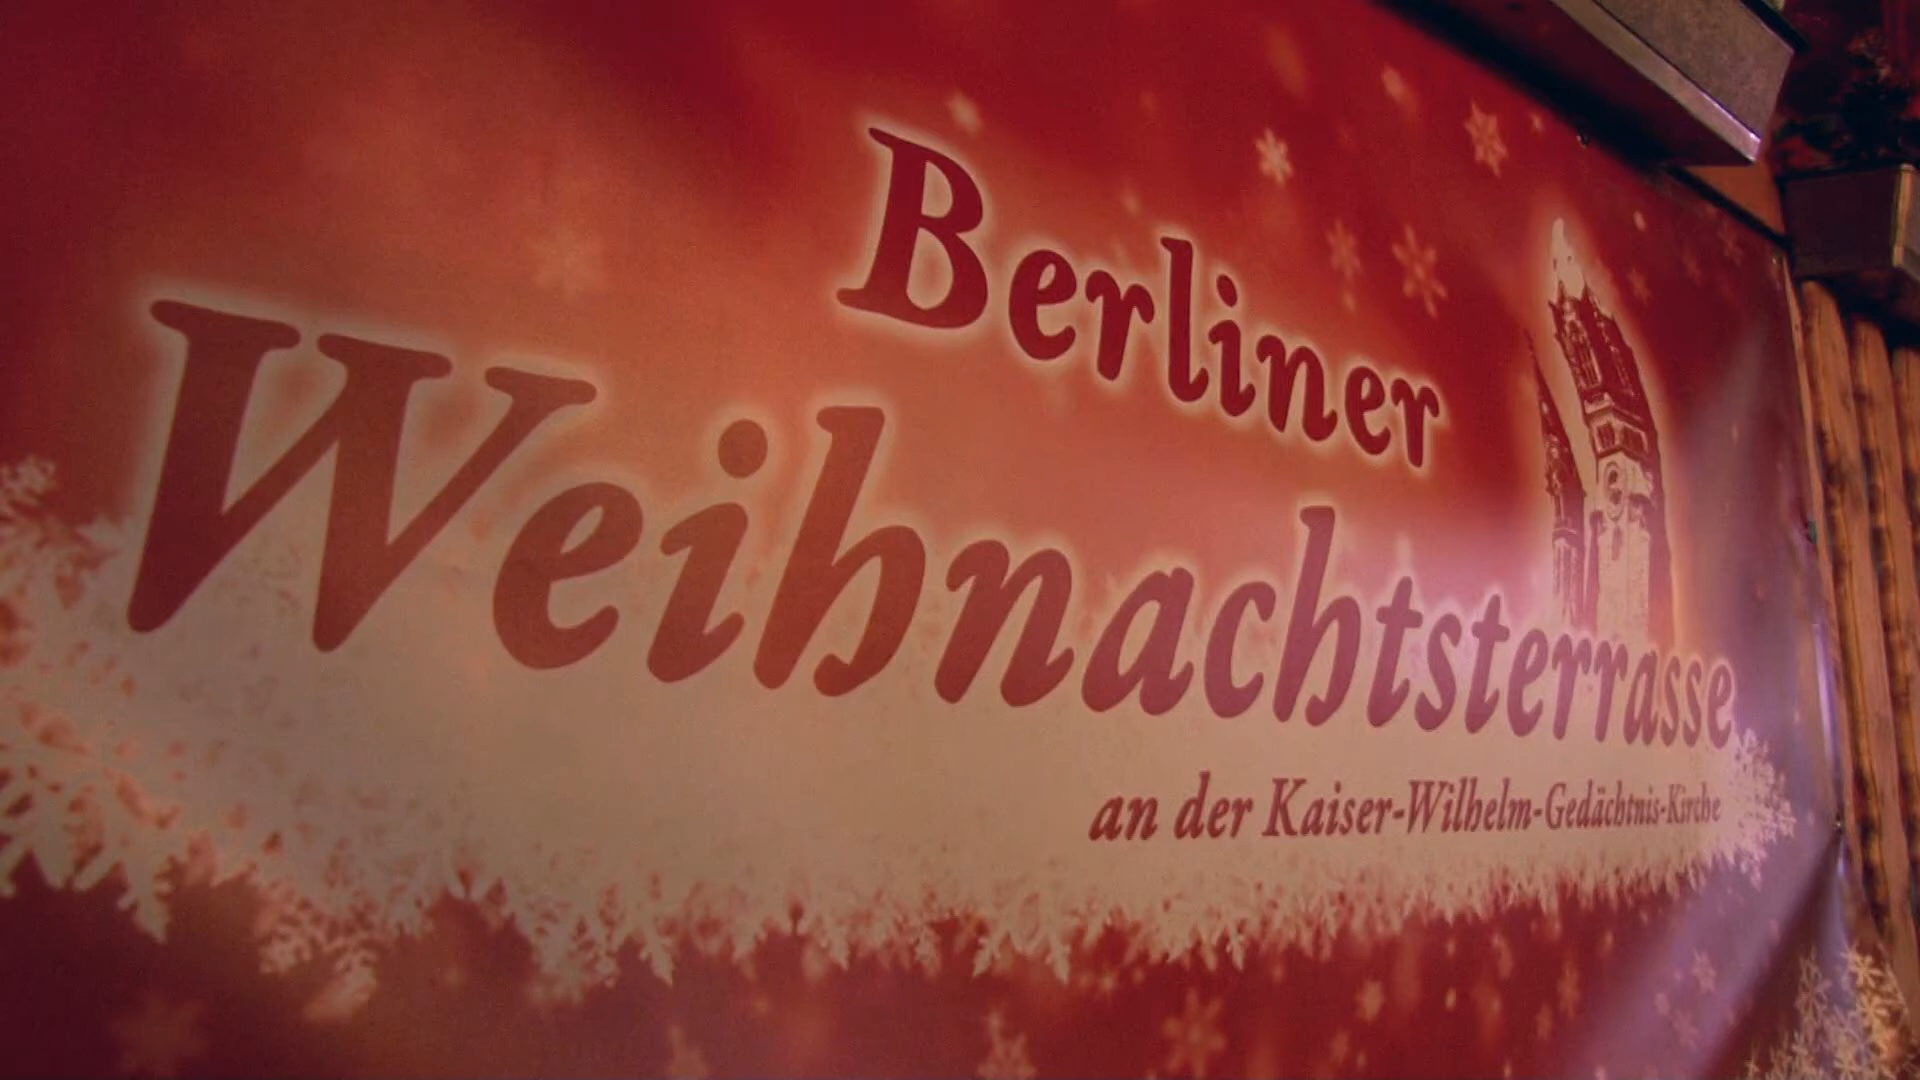 Berliner
Weihnachtsterrasse
an der Kaiser-Wilhelm-Gedächtnis-Kirche